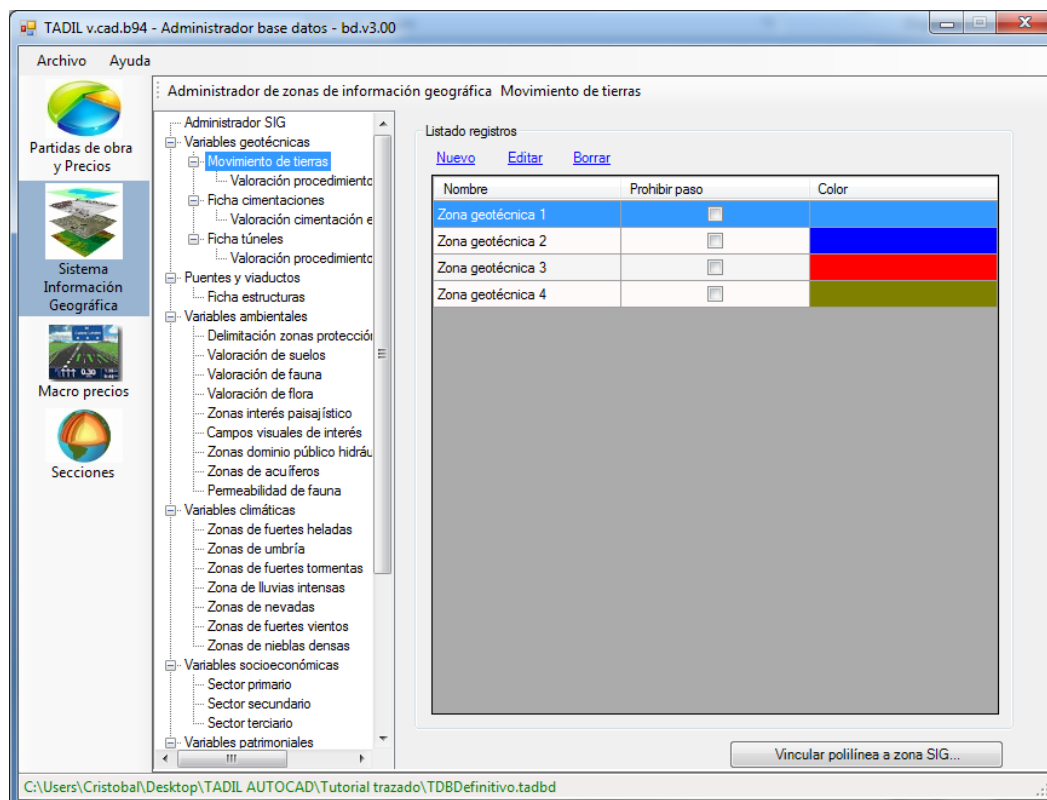 TADIL v.cad.b94 - Administrador base datos - bd.v3.00
Archivo Ayuda
Partidas de obra
y Precios
Sistema
Información
Geográfica
Macro precios
Secciones
Administrador de zonas de información geográfica Movimiento de tierras
Administrador SIG
Variables geotécnicas
Movimiento de tierras
Valoración procedimiento
Ficha cimentaciones
Valoración cimentación e
Ficha túneles
Valoración procedimiento
Puentes y viaductos
Ficha estructuras
Variables ambientales
Delimitación zonas protección
Valoración de suelos
Valoración de fauna
Valoración de flora
Zonas interés paisajístico
Campos visuales de interés
Zonas dominio público hidráu
Zonas de acuíferos
Permeabilidad de fauna
Variables climáticas
Zonas de fuertes heladas
Zonas de umbría
Zonas de fuertes tormentas
Zona de lluvias intensas
Zonas de nevadas
Zonas de fuertes vientos
Zonas de nieblas densas
Variables socioeconómicas
Sector primario
Sector secundario
Sector terciario
Variables patrimoniales
Listado registros
Nuevo Editar Borrar
Nombre Prohibir paso Color
Zona geotécnica 1
Zona geotécnica 2
Zona geotécnica 3
Zona geotécnica 4
Vincular polilínea a zona SIG...
C:\Users\Cristobal\Desktop\TADIL AUTOCAD\Tutorial trazado\TDBDefinitivo.tadbd